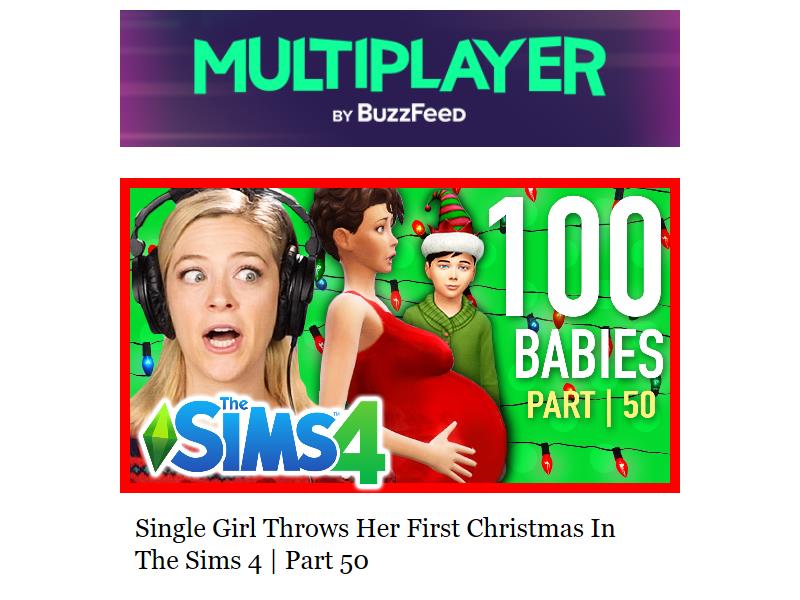 MULTIPLAYER
BY BuzzFeed
100
BABIES
PART | 50
The
SIMS 4
Single Girl Throws Her First Christmas In
The Sims 4 | Part 50